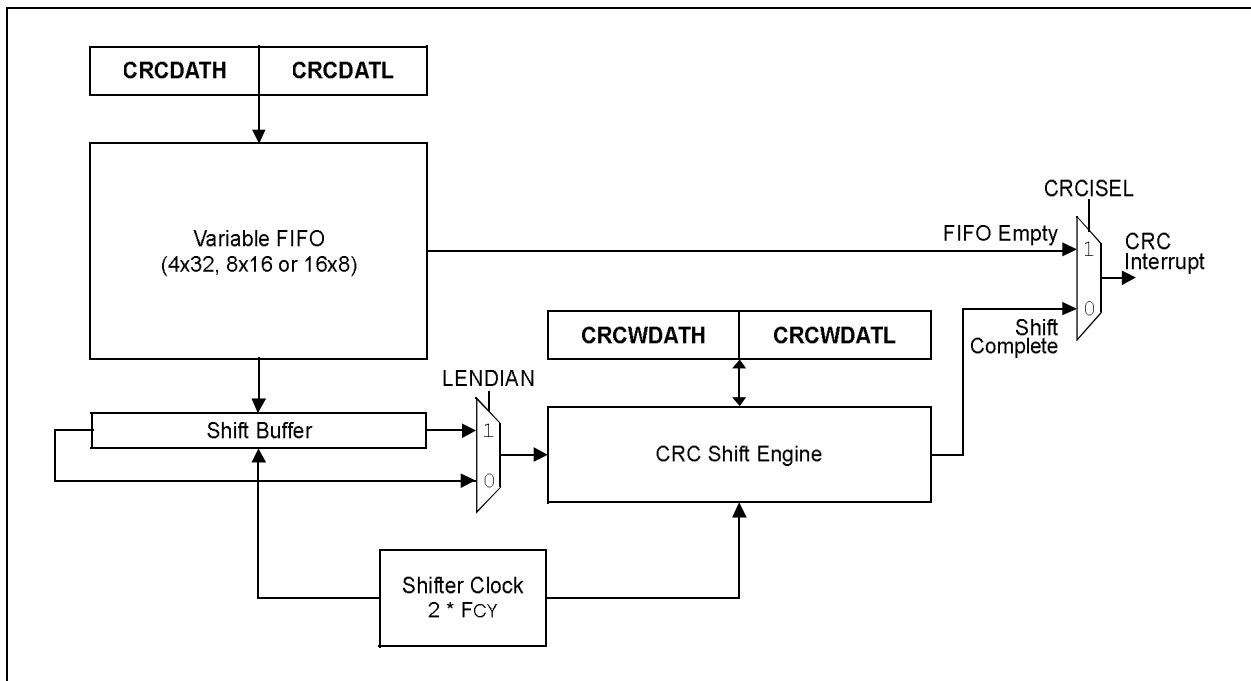 CRCDATH CRCDATL
Variable FIFO
(4x32, 8x16 or 16x8)
CRCISEL
FIFO Empty
1
CRC
Interrupt
0
Shift
Complete
CRCWDATH CRCWDATL
LENDIAN
Shift Buffer
1
0
CRC Shift Engine
Shifter Clock
2 * FCY